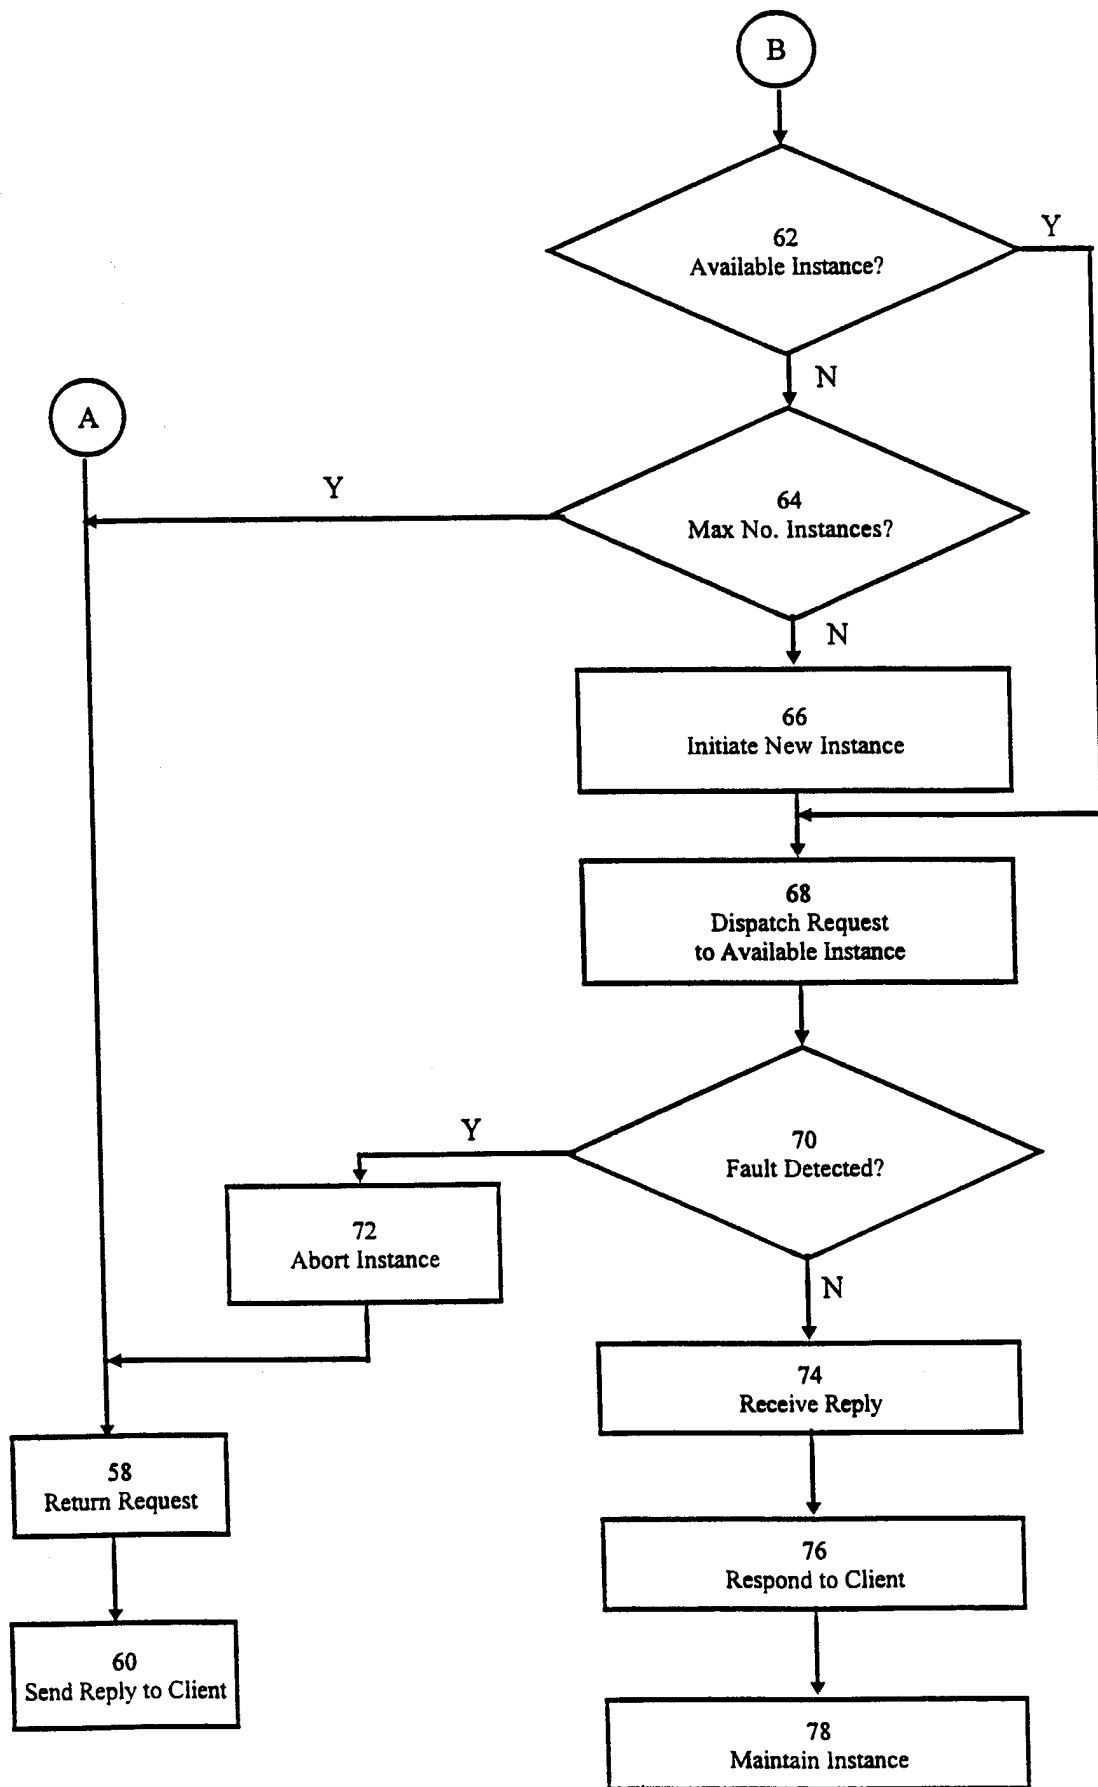 B
62
Available Instance?
Y
N
A
Y
64
Max No. Instances?
N
66
Initiate New Instance
68
Dispatch Request
to Available Instance
Y
70
Fault Detected?
72
Abort Instance
N
74
Receive Reply
58
Return Request
76
Respond to Client
60
Send Reply to Client
78
Maintain Instance